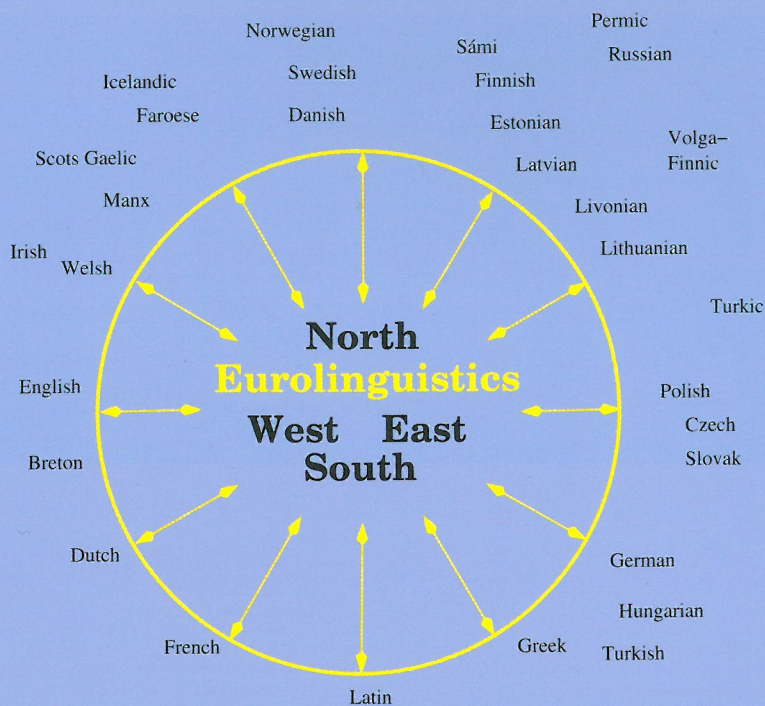 Permic
Norwegian
Sámi
Russian
Swedish
Icelandic
Finnish
Faroese
Danish
Estonian
Volga–
Finnic
Scots Gaelic
Latvian
Manx
Livonian
Irish
Lithuanian
Welsh
Turkic
North
Eurolinguistics
West East
South
English
Polish
Czech
Breton
Slovak
Dutch
German
Hungarian
French
Greek
Turkish
Latin